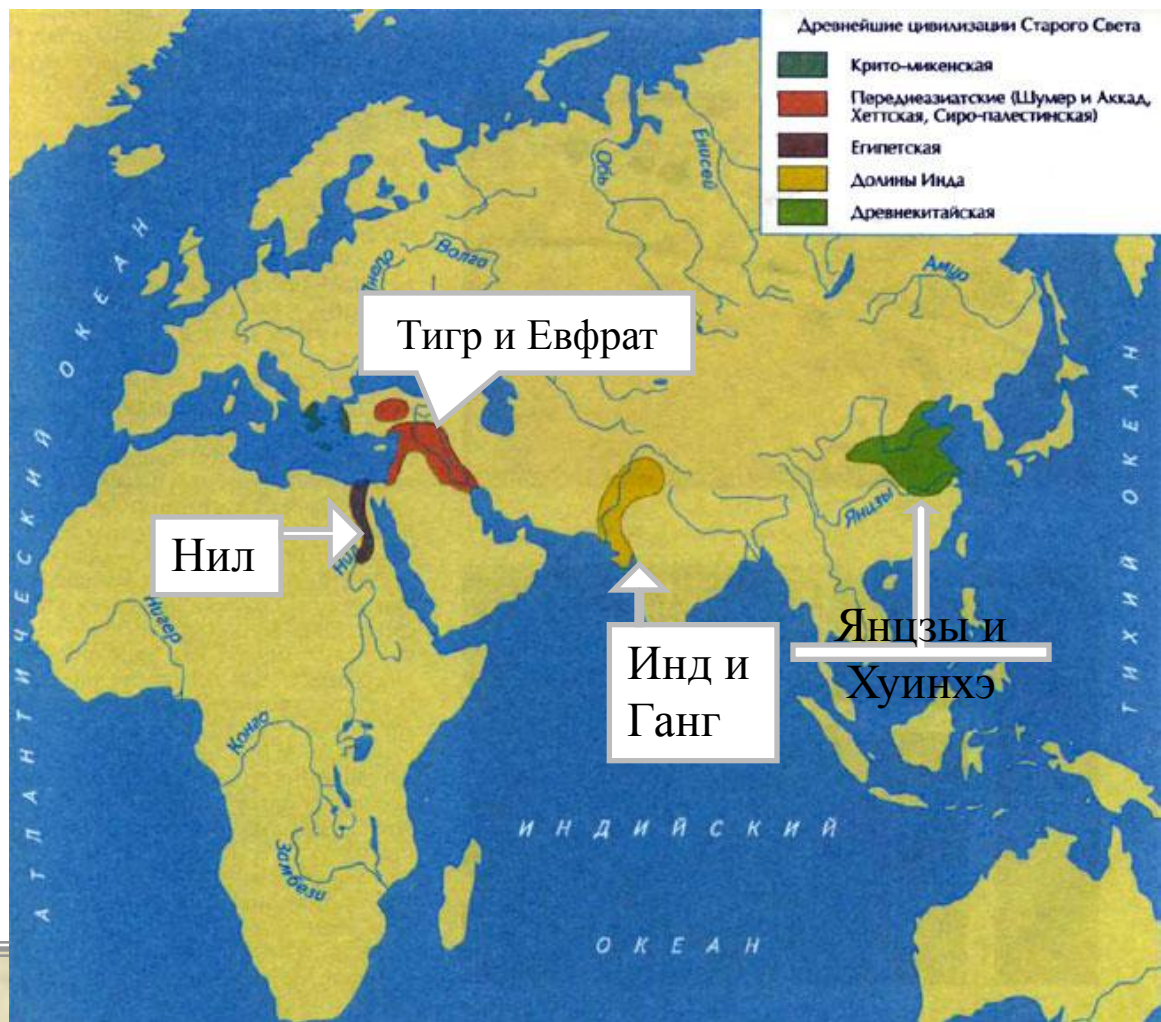 Древнейшие цивилизации Старого Света
Крито-микенская
Переднеазиатские (Шумер и Аккад,
Хеттская, Сиро-палестинская)
Египетская
Долины Инда
Древнекитайская
Обь
Енисей
Волга
Амур
Тигр и Евфрат
АТЛАНТИЧЕСКИЙ ОКЕАН
ТИХИЙ ОКЕАН
Янцзы
Нил
Нил
Нигер
Инд и
Ганг
Янцзы и
Хуинхэ
Конго
Замбези
ИНДИЙСКИЙ
ОКЕАН